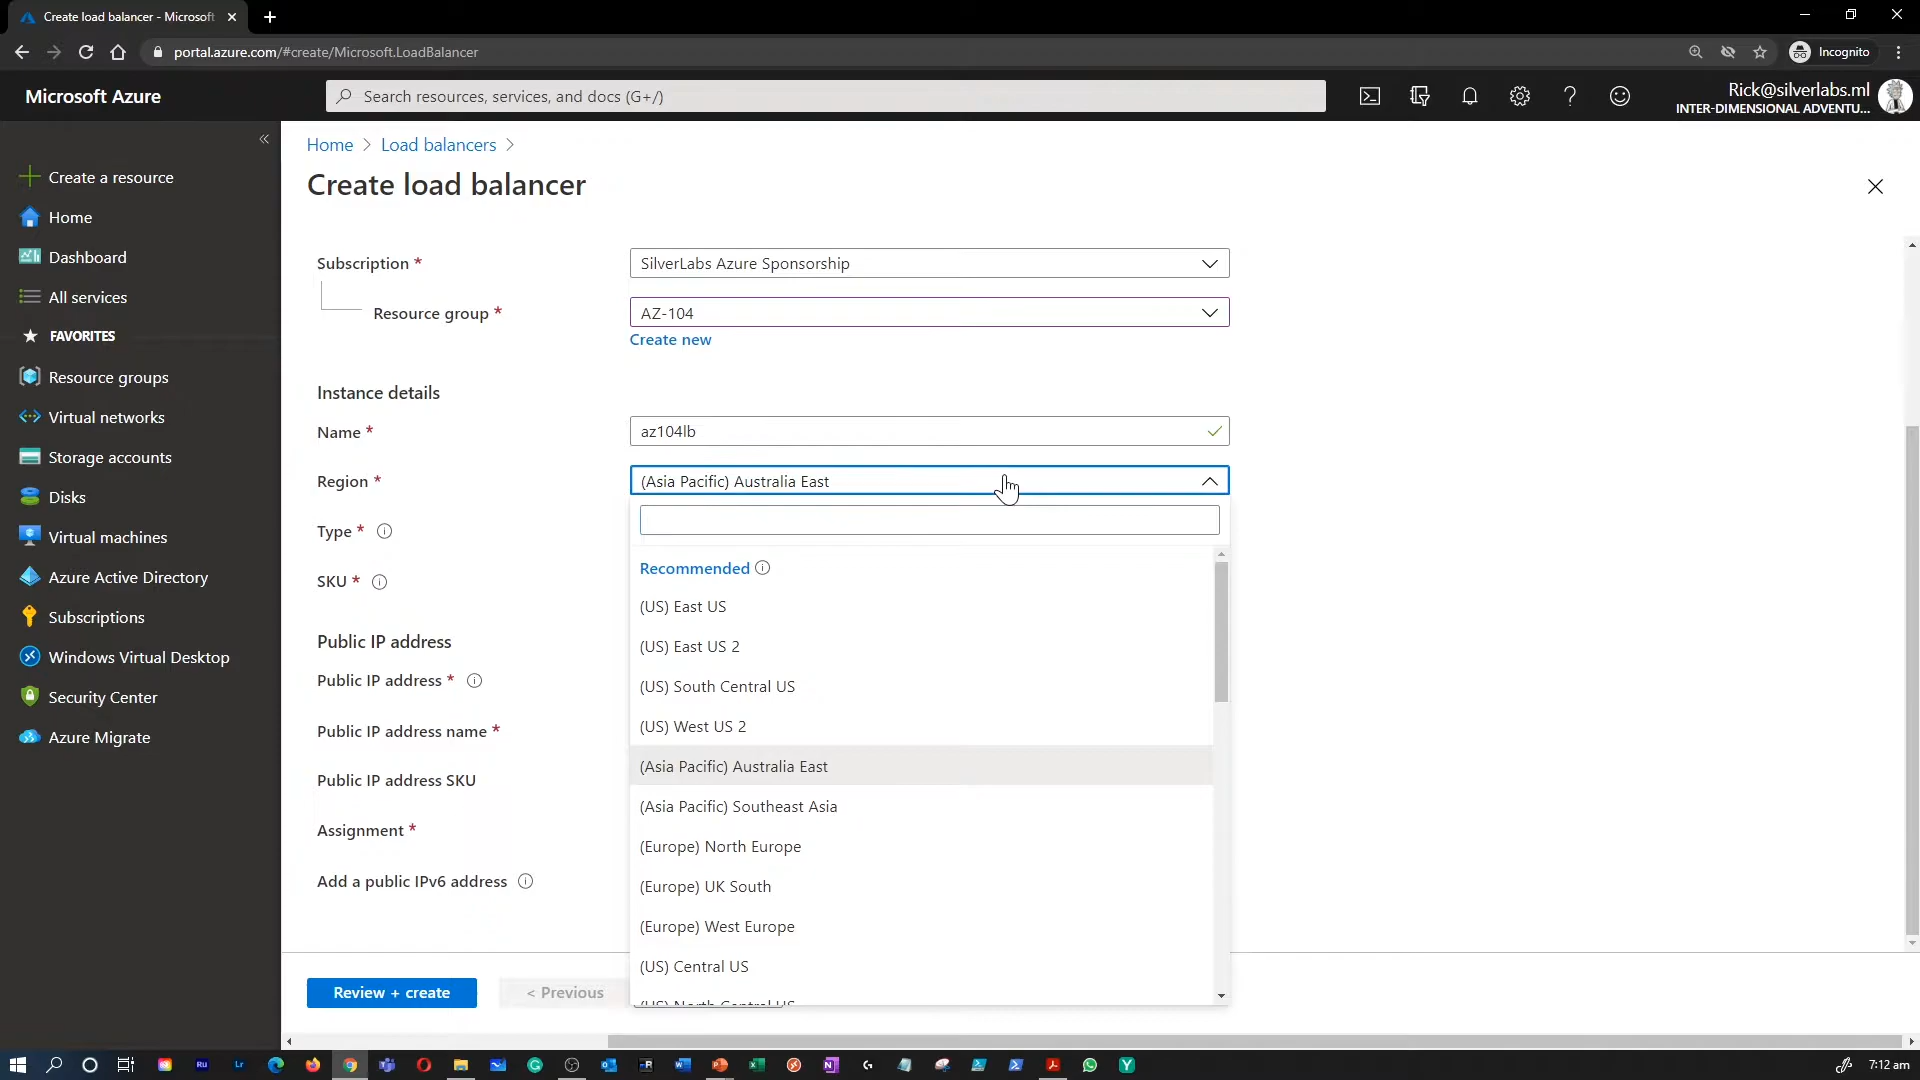 Create load balancer - Microsoft
portal.azure.com/#create/Microsoft.LoadBalancer
Incognito
Microsoft Azure
Search resources, services, and docs (G+/)
Rick@silverlabs.ml
INTER-DIMENSIONAL ADVENTU...
Create a resource
Home
Dashboard
All services
FAVORITES
Resource groups
Virtual networks
Storage accounts
Disks
Virtual machines
Azure Active Directory
Subscriptions
Windows Virtual Desktop
Security Center
Azure Migrate
Home > Load balancers >
Create load balancer
Subscription *
SilverLabs Azure Sponsorship
Resource group *
AZ-104
Create new
Instance details
Name *
az104lb
Region *
(Asia Pacific) Australia East
Type *
SKU *
Public IP address
Public IP address *
Public IP address name *
Public IP address SKU
Assignment *
Add a public IPv6 address
Recommended
(US) East US
(US) East US 2
(US) South Central US
(US) West US 2
(Asia Pacific) Australia East
(Asia Pacific) Southeast Asia
(Europe) North Europe
(Europe) UK South
(Europe) West Europe
(US) Central US
(US) North Central US
Review + create
< Previous
Ru
Lr
7:12 am